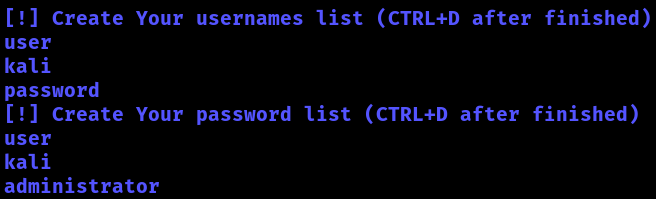 [!] Create Your usernames list (CTRL+D after finished)
user
kali
password
[!] Create Your password list (CTRL+D after finished)
user
kali
administrator